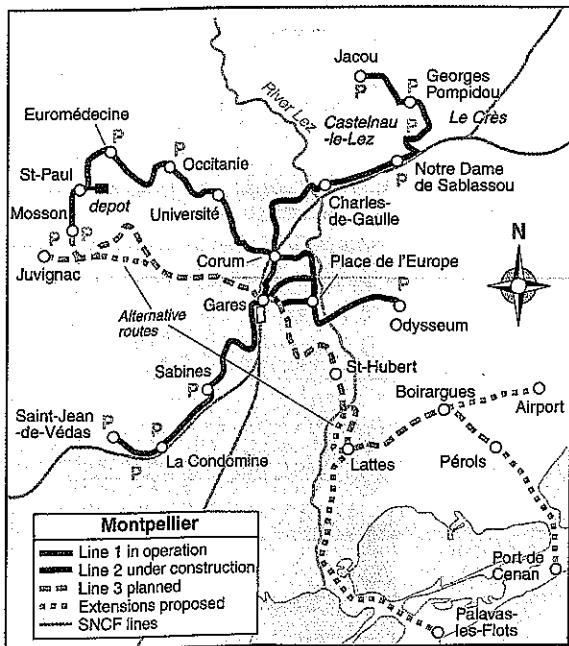 Jacou
P
Georges
Pompidou
P
River Lez
Castelnau
-le-Lez
Le Crès
Euromédecine
P
P
Occitanie
Notre Dame
de Sablassou
P
St-Paul
depot
Université
Charles-
de-Gaulle
Mosson
P
P
Juvignac
Corum
Place de l'Europe
P
N
Gares
Odysseum
Alternative
routes
St-Hubert
Sabines
P
Boirargues
Airport
Saint-Jean
-de-Védas
P
P
La Condomine
Lattes
Pérols
Port de
Cenan
Palavas-
les-Flots
Montpellier
Line 1 in operation
Line 2 under construction
Line 3 planned
Extensions proposed
SNCF lines